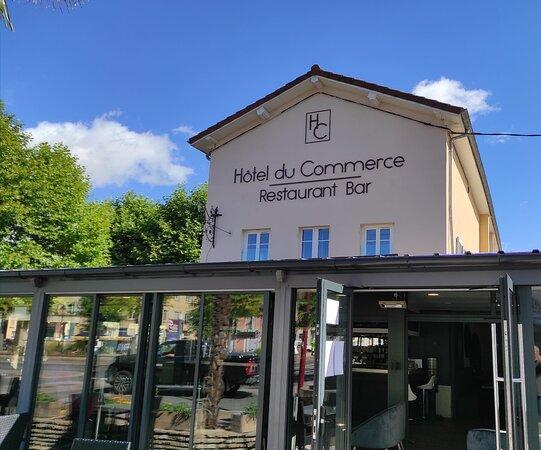 HC
Hôtel du Commerce
Restaurant Bar